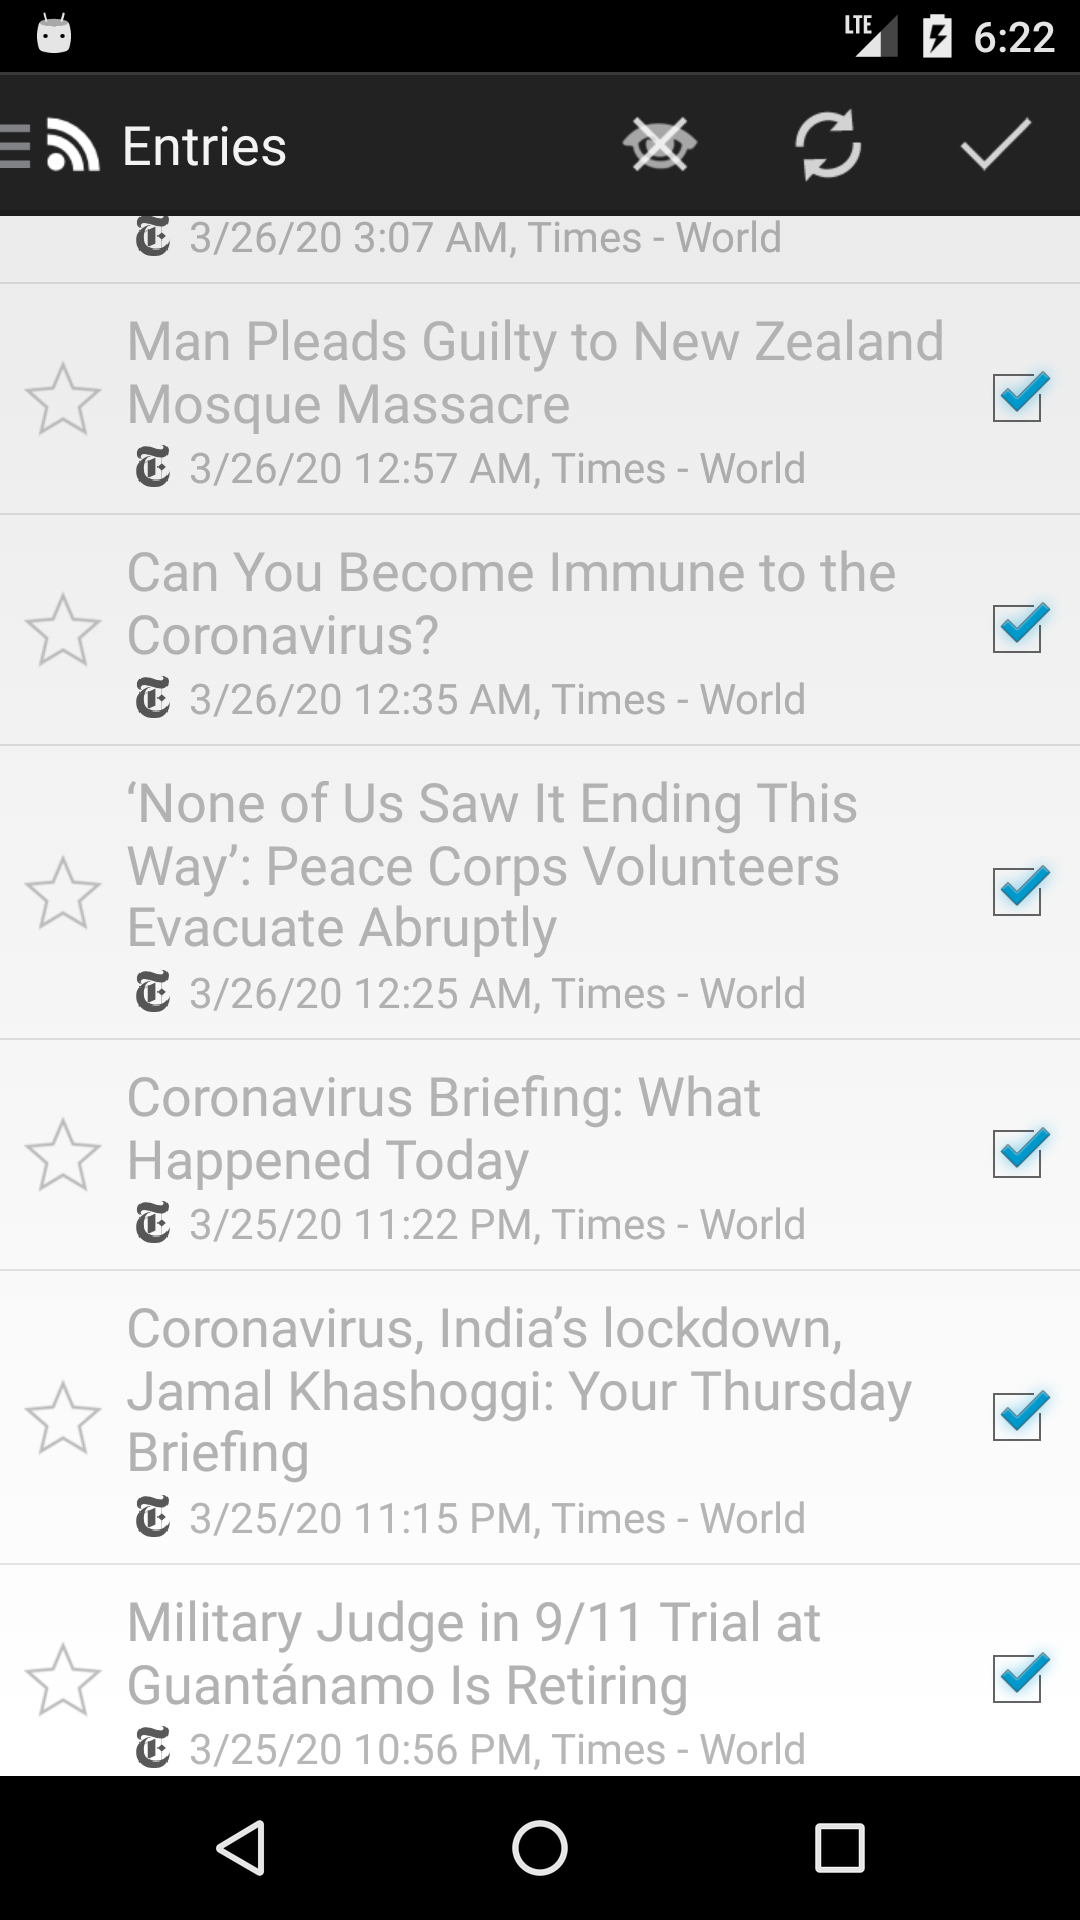 LTE 6:22
Entries
3/26/20 3:07 AM, Times - World
Man Pleads Guilty to New Zealand
Mosque Massacre
3/26/20 12:57 AM, Times - World
Can You Become Immune to the
Coronavirus?
3/26/20 12:35 AM, Times - World
‘None of Us Saw It Ending This
Way’: Peace Corps Volunteers
Evacuate Abruptly
3/26/20 12:25 AM, Times - World
Coronavirus Briefing: What
Happened Today
3/25/20 11:22 PM, Times - World
Coronavirus, India’s lockdown,
Jamal Khashoggi: Your Thursday
Briefing
3/25/20 11:15 PM, Times - World
Military Judge in 9/11 Trial at
Guantánamo Is Retiring
3/25/20 10:56 PM, Times - World